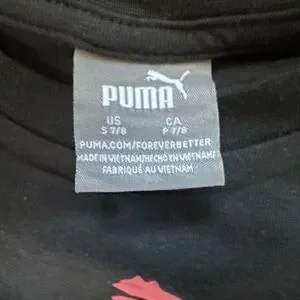 PUMA
US CA
S 7/8 P 7/8
PUMA.COM/FOREVERBETTER
MADE IN VIETNAM/HECHO EN VIETNAM/
FABRIQUÉ AU VIETNAM